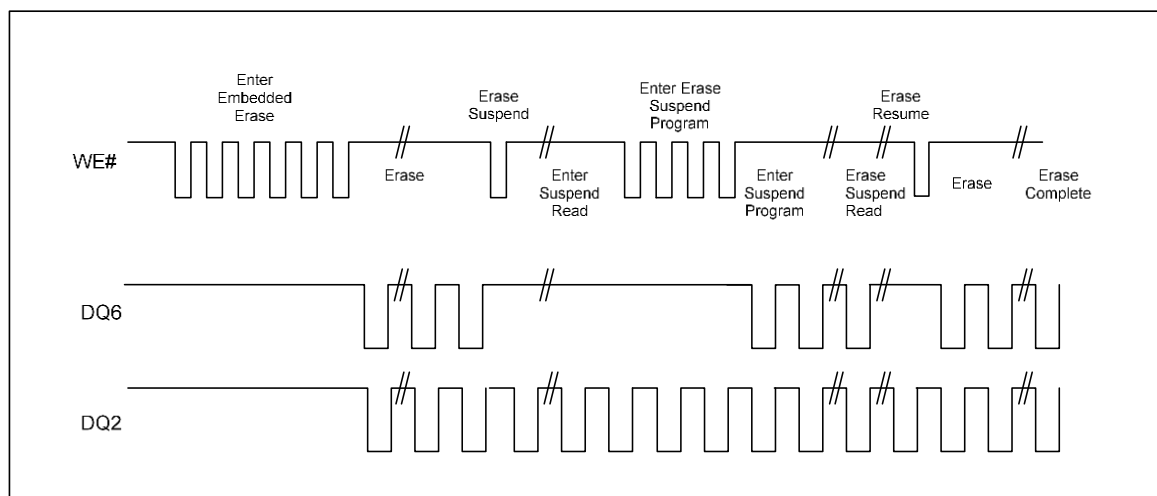 Enter
Embedded
Erase
Erase
Suspend
Enter Erase
Suspend
Program
Erase
Resume
WE#
Erase
Enter
Suspend
Read
Enter
Suspend
Program
Erase
Suspend
Read
Erase
Erase
Complete
DQ6
DQ2